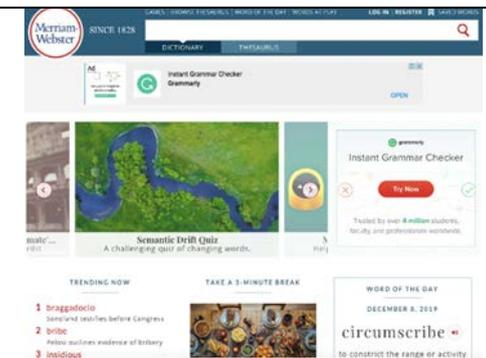 GAMES | BROWSE THESAURUS | WORD OF THE DAY | WORDS AT PLAY
LOG IN | REGISTER SAVED WORDS
Merriam-
Webster
SINCE 1828
DICTIONARY THESAURUS
Ad
Instant Grammar Checker
Grammarly
OPEN
grammarly
Instant Grammar Checker
Try Now
Trusted by over 4 million students,
faculty, and professionals worldwide.
mate'...
Semantic Drift Quiz
A challenging quiz of changing words.
TRENDING NOW
1 braggadocio
Sondland testifies before Congress
2 bribe
Pelosi outlines evidence of bribery
3 insidious
TAKE A 3-MINUTE BREAK
WORD OF THE DAY
DECEMBER 8, 2019
circumscribe
to constrict the range or activity